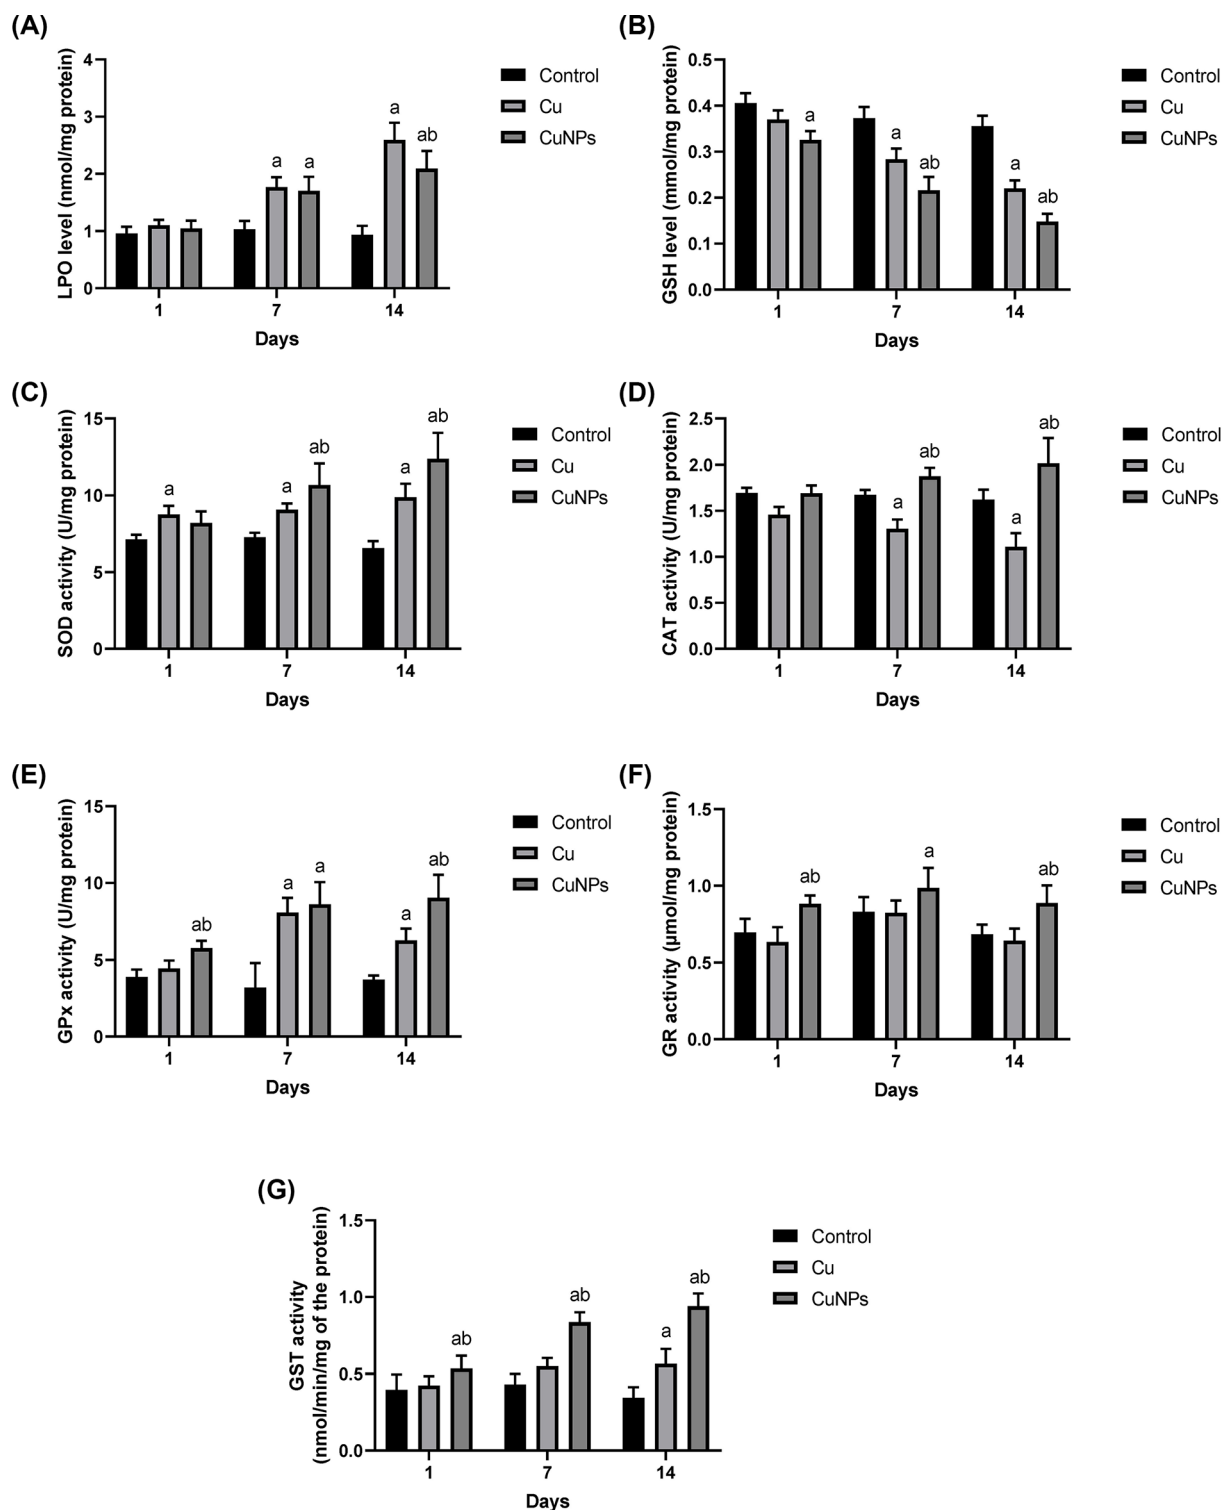 (A)
LPO level (nmol/mg protein)
4
3
2
1
0
a
a
a
ab
1
7
14
Days
Control
Cu
CuNPs
(B)
GSH level (mmol/mg protein)
0.5
0.4
0.3
0.2
0.1
0.0
a
a
ab
a
ab
1
7
14
Days
Control
Cu
CuNPs
(C)
SOD activity (U/mg protein)
15
10
5
0
a
a
ab
a
ab
1
7
14
Days
Control
Cu
CuNPs
(D)
CAT activity (U/mg protein)
2.5
2.0
1.5
1.0
0.5
0.0
a
ab
a
ab
1
7
14
Days
Control
Cu
CuNPs
(E)
GPx activity (U/mg protein)
15
10
5
0
ab
a
a
a
ab
1
7
14
Days
Control
Cu
CuNPs
(F)
GR activity (µmol/mg protein)
1.5
1.0
0.5
0.0
ab
a
ab
1
7
14
Days
Control
Cu
CuNPs
(G)
GST activity
(nmol/min/mg of the protein)
1.5
1.0
0.5
0.0
ab
ab
a
ab
1
7
14
Days
Control
Cu
CuNPs